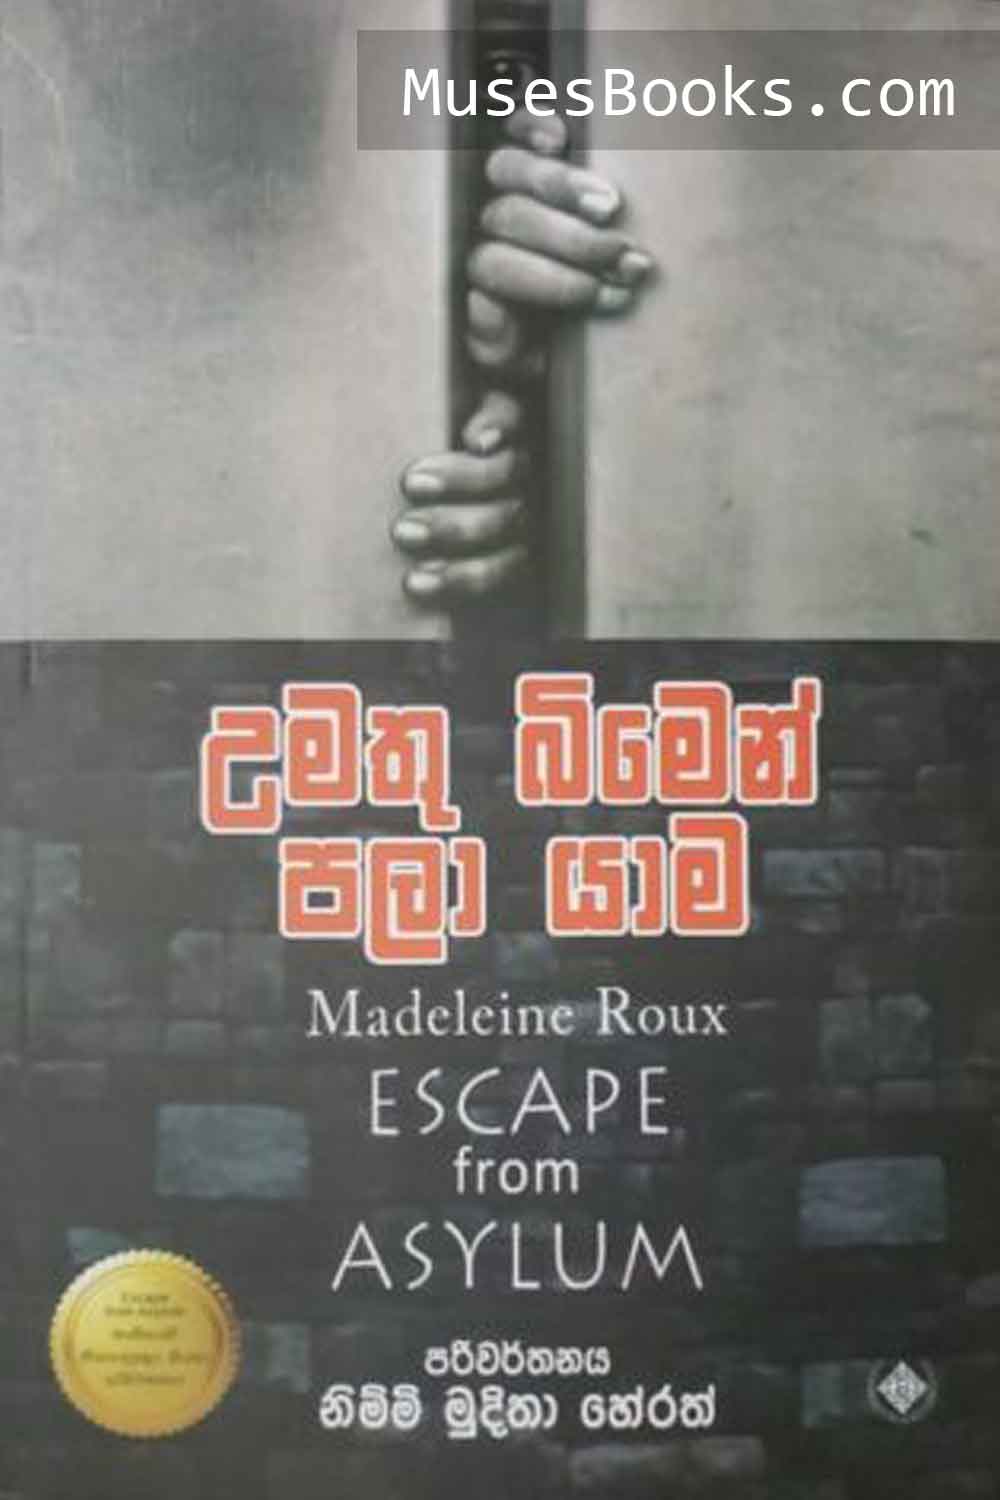 MusesBooks.com
උමතු බිමෙන්
පලා යාම
Madeleine Roux
ESCAPE
from
ASYLUM
පරිවර්තනය
නිම්මි මුදිතා හේරත්